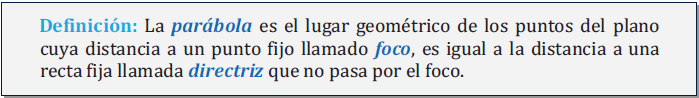 Definición: La parábola es el lugar geométrico de los puntos del plano
cuya distancia a un punto fijo llamado foco, es igual a la distancia a una
recta fija llamada directriz que no pasa por el foco.